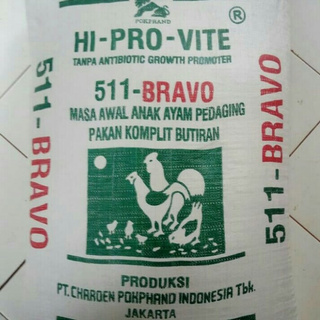 POKPHAND
®
HI-PRO-VITE
TANPA ANTIBIOTIC GROWTH PROMOTER
511-BRAVO
MASA AWAL ANAK AYAM PEDAGING
PAKAN KOMPLIT BUTIRAN
511-BRAVO
511-BRAVO
PRODUKSI
PT. CHAROEN POKPHAND INDONESIA Tbk.
JAKARTA